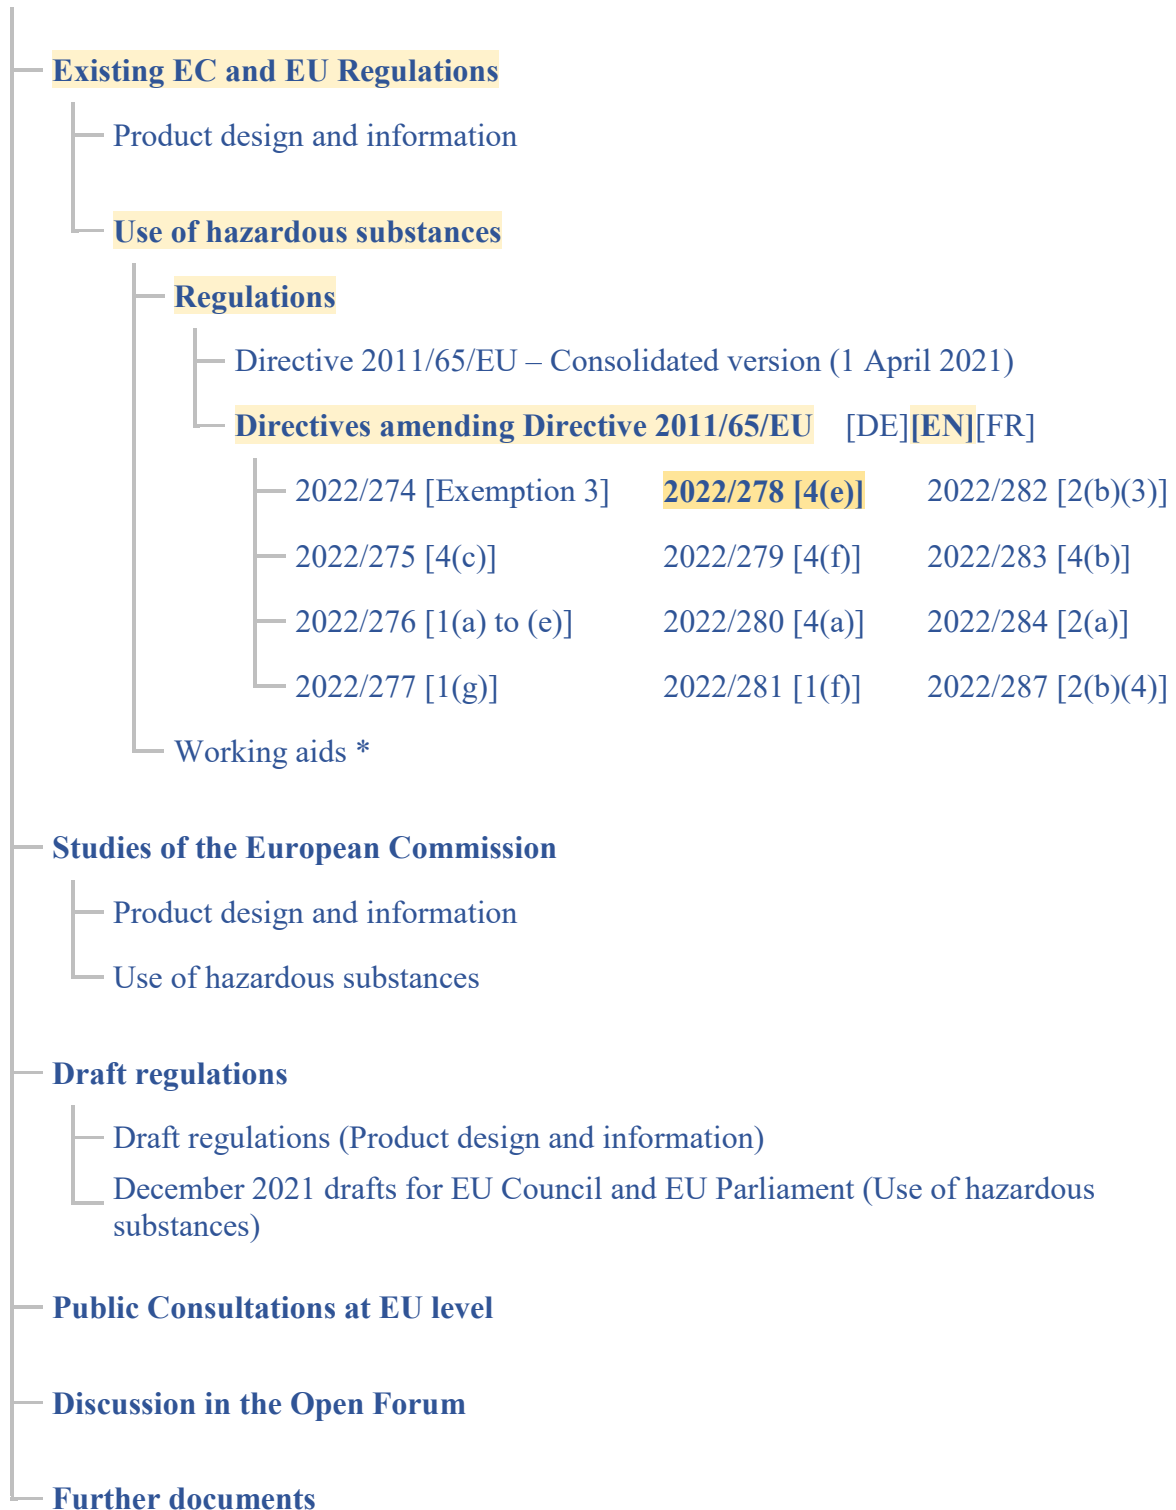 Existing EC and EU Regulations
Product design and information
Use of hazardous substances
Regulations
Directive 2011/65/EU – Consolidated version (1 April 2021)
Directives amending Directive 2011/65/EU [DE][EN][FR]
2022/274 [Exemption 3] 2022/278 [4(e)] 2022/282 [2(b)(3)]
2022/275 [4(c)] 2022/279 [4(f)] 2022/283 [4(b)]
2022/276 [1(a) to (e)] 2022/280 [4(a)] 2022/284 [2(a)]
2022/277 [1(g)] 2022/281 [1(f)] 2022/287 [2(b)(4)]
Working aids *
Studies of the European Commission
Product design and information
Use of hazardous substances
Draft regulations
Draft regulations (Product design and information)
December 2021 drafts for EU Council and EU Parliament (Use of hazardous
substances)
Public Consultations at EU level
Discussion in the Open Forum
Further documents